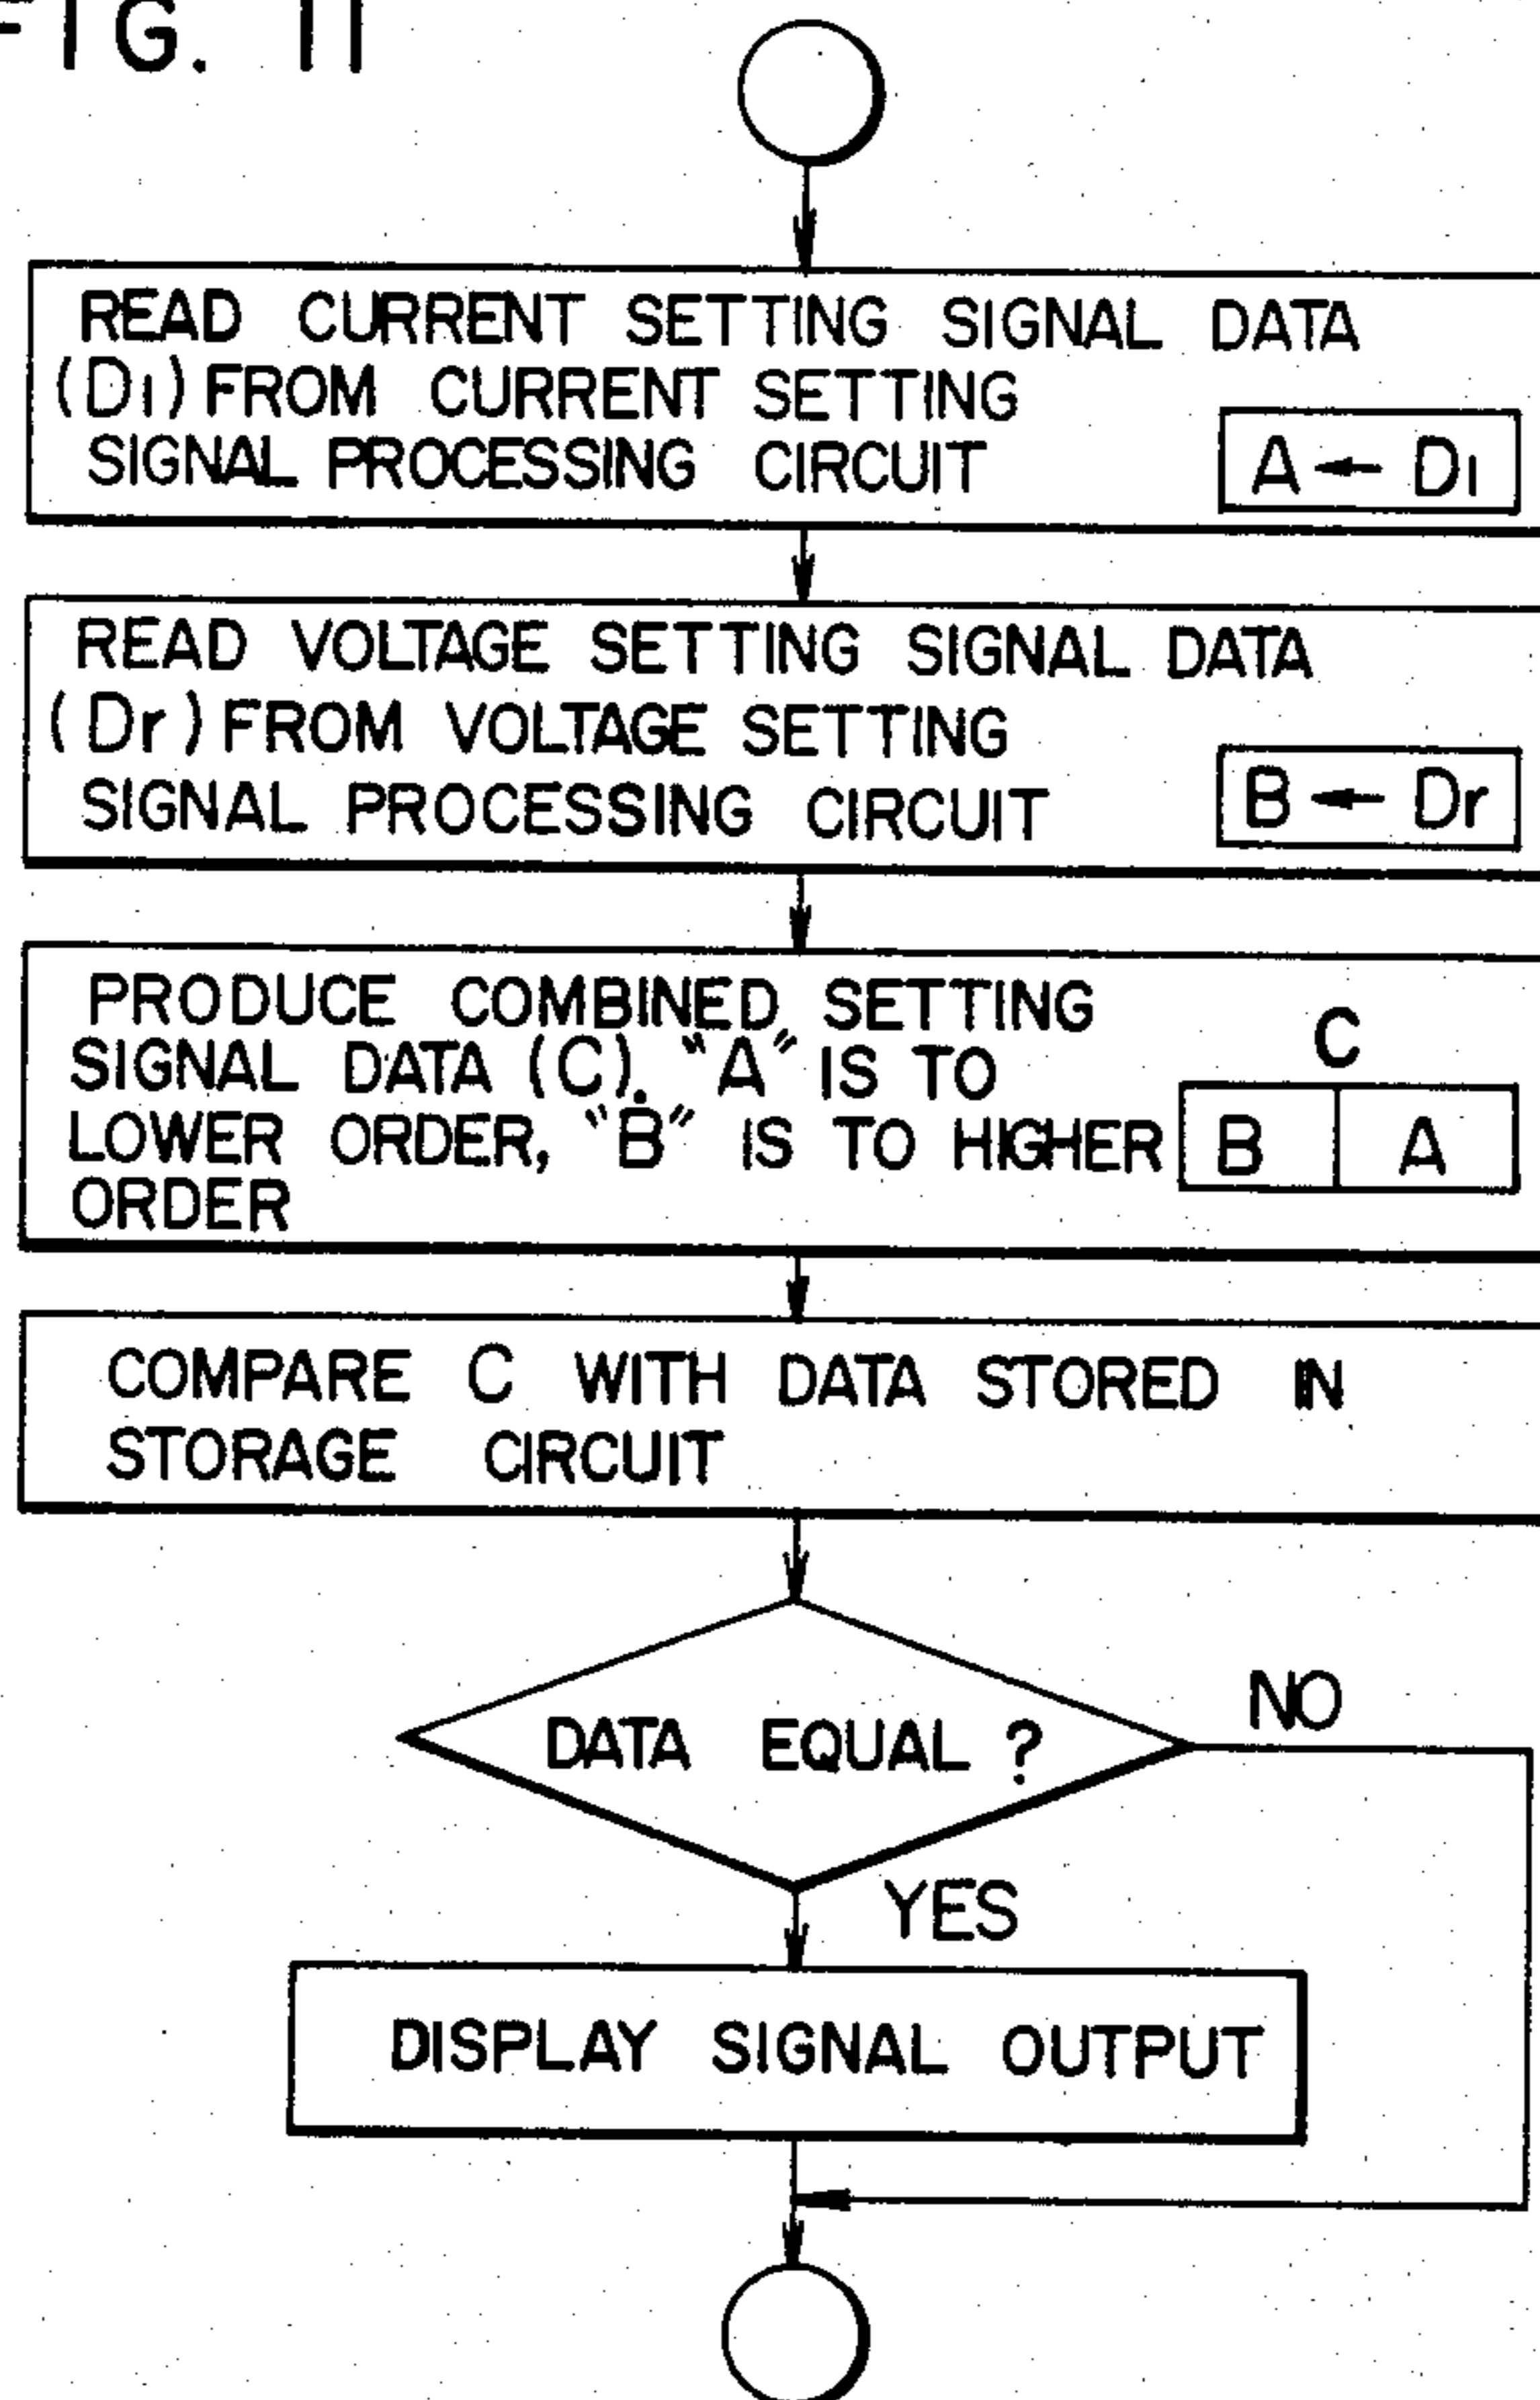 FIG. 11
READ CURRENT SETTING SIGNAL DATA
(Di) FROM CURRENT SETTING
SIGNAL PROCESSING CIRCUIT
A ← Di
READ VOLTAGE SETTING SIGNAL DATA
(Dr) FROM VOLTAGE SETTING
SIGNAL PROCESSING CIRCUIT
B ← Dr
PRODUCE COMBINED SETTING
SIGNAL DATA (C). "A" IS TO
LOWER ORDER, "B" IS TO HIGHER
ORDER
C
B A
COMPARE C WITH DATA STORED IN
STORAGE CIRCUIT
DATA EQUAL ?
NO
YES
DISPLAY SIGNAL OUTPUT